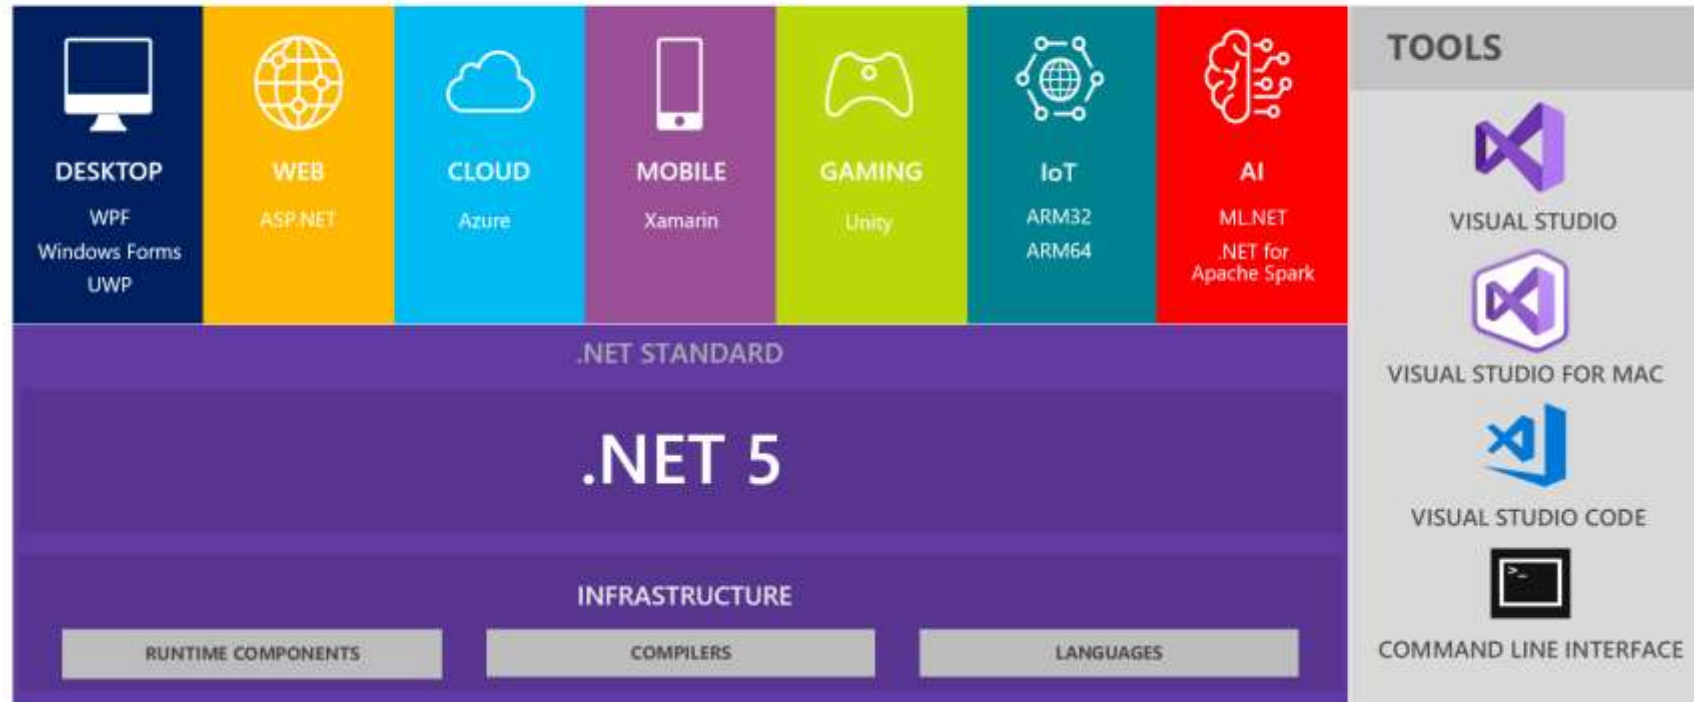 DESKTOP
WPF
Windows Forms
UWP
WEB
ASP.NET
CLOUD
Azure
MOBILE
Xamarin
GAMING
Unity
IoT
ARM32
ARM64
AI
ML.NET
.NET for
Apache Spark
.NET STANDARD
.NET 5
INFRASTRUCTURE
RUNTIME COMPONENTS
COMPILERS
LANGUAGES
TOOLS
VISUAL STUDIO
VISUAL STUDIO FOR MAC
VISUAL STUDIO CODE
>_
COMMAND LINE INTERFACE